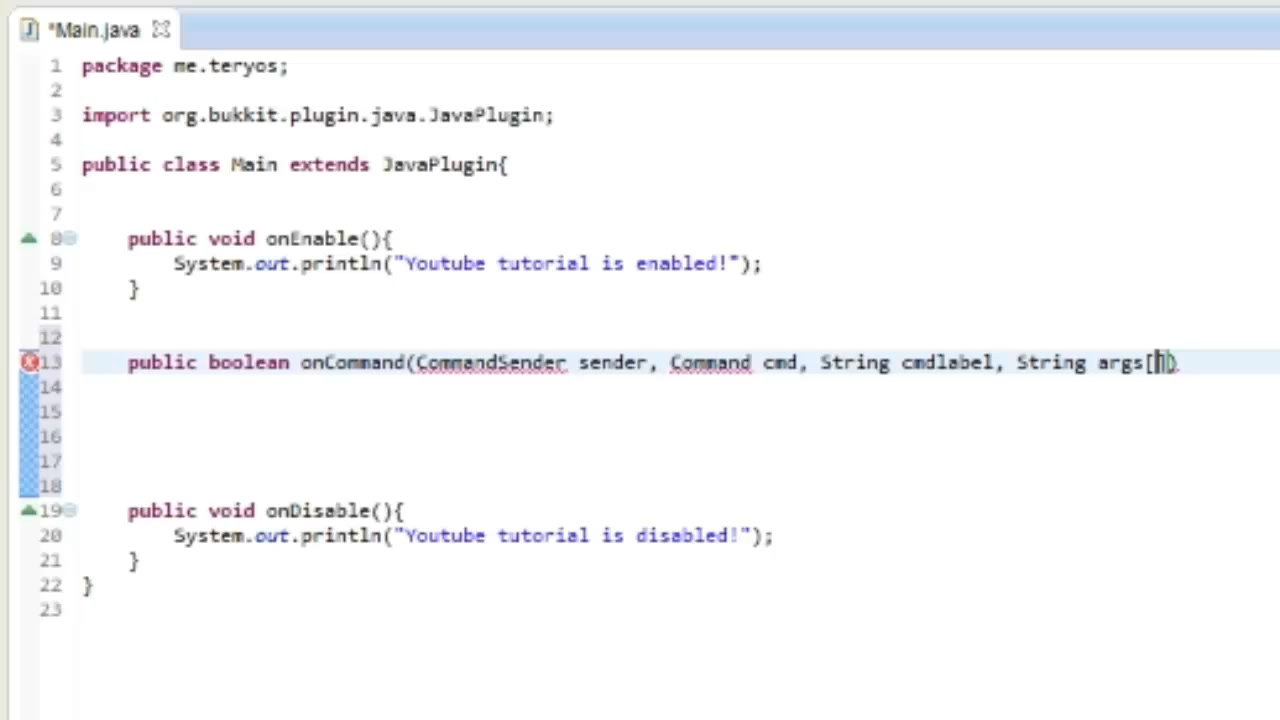 *Main.java
1 package me.teryos;
2
3 import org.bukkit.plugin.java.JavaPlugin;
4
5 public class Main extends JavaPlugin{
6
7
8 public void onEnable(){
9 System.out.println("Youtube tutorial is enabled!");
10 }
11
12
13 public boolean onCommand(CommandSender sender, Command cmd, String cmdlabel, String args[])
14
15
16
17
18
19 public void onDisable(){
20 System.out.println("Youtube tutorial is disabled!");
21 }
22 }
23